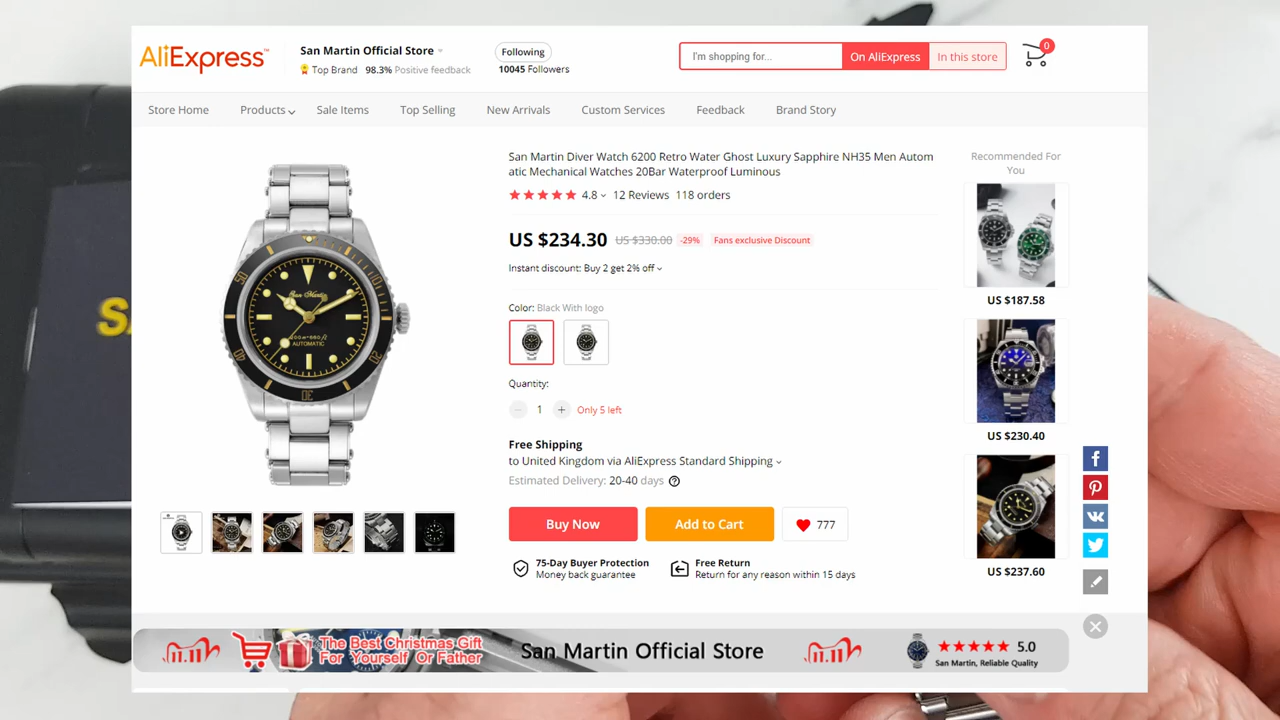 AliExpress™
San Martin Official Store
Top Brand 98.3% Positive feedback
Following
10045 Followers
I'm shopping for...
On AliExpress
In this store
0
Store Home
Products
Sale Items
Top Selling
New Arrivals
Custom Services
Feedback
Brand Story
San Martin Diver Watch 6200 Retro Water Ghost Luxury Sapphire NH35 Men Autom
atic Mechanical Watches 20Bar Waterproof Luminous
4.8 12 Reviews 118 orders
US $234.30 US $330.00 -29% Fans exclusive Discount
Instant discount: Buy 2 get 2% off
Color: Black With logo
Quantity:
1 Only 5 left
Free Shipping
to United Kingdom via AliExpress Standard Shipping
Estimated Delivery: 20-40 days
Buy Now
Add to Cart
777
75-Day Buyer Protection
Money back guarantee
Free Return
Return for any reason within 15 days
San Martin
AUTOMATIC
Recommended For
You
US $187.58
US $230.40
US $237.60
11.11
The Best Christmas Gift
For Yourself Or Father
San Martin Official Store
11.11
5.0
San Martin, Reliable Quality